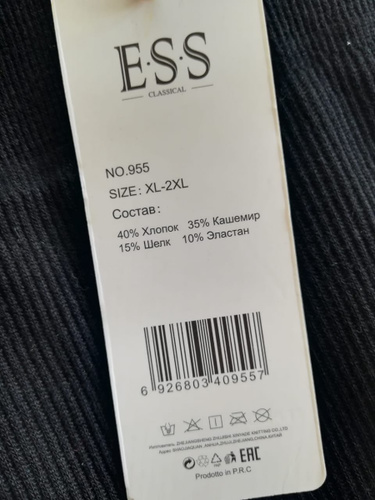 E·S·S
CLASSICAL
NO.955
SIZE: XL-2XL
Состав:
40% Хлопок 35% Кашемир
15% Шелк 10% Эластан
6 926803 409557
EAC
Prodotto in P.R.C